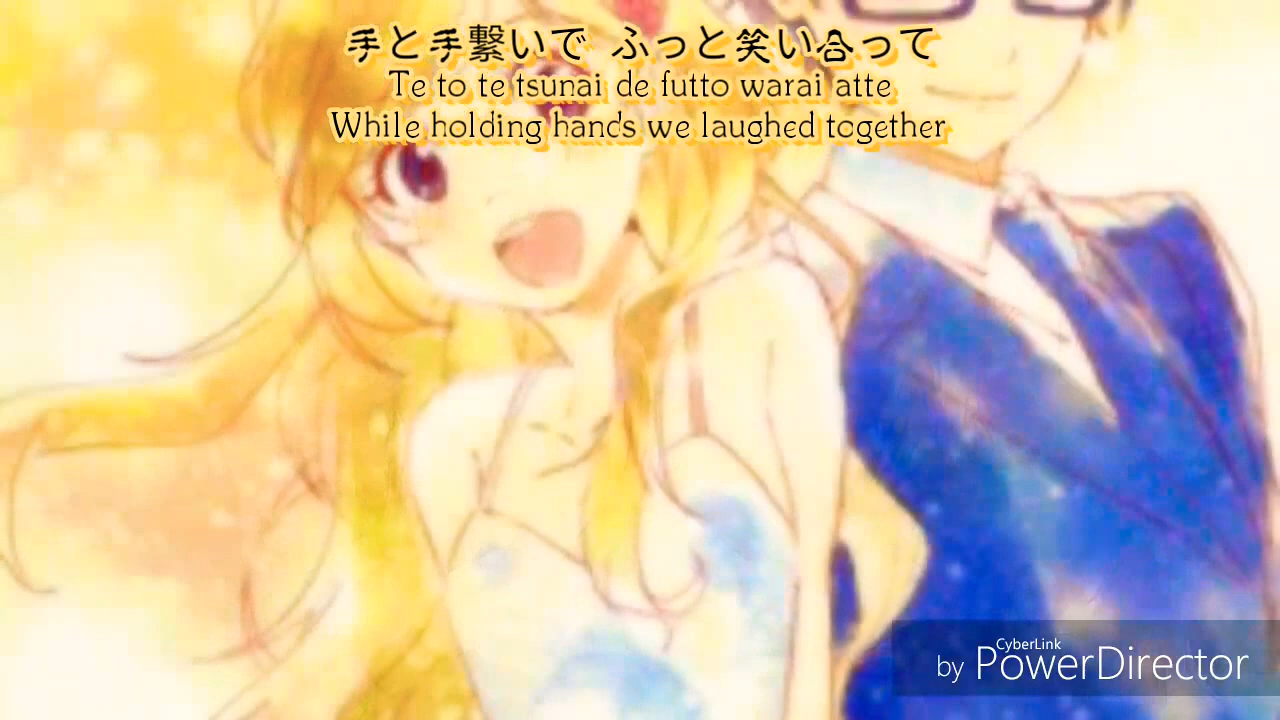 手と手繋いで ふっと笑い合って
Te to te tsunai de futto warai atte
While holding hands we laughed together
CyberLink
by PowerDirector